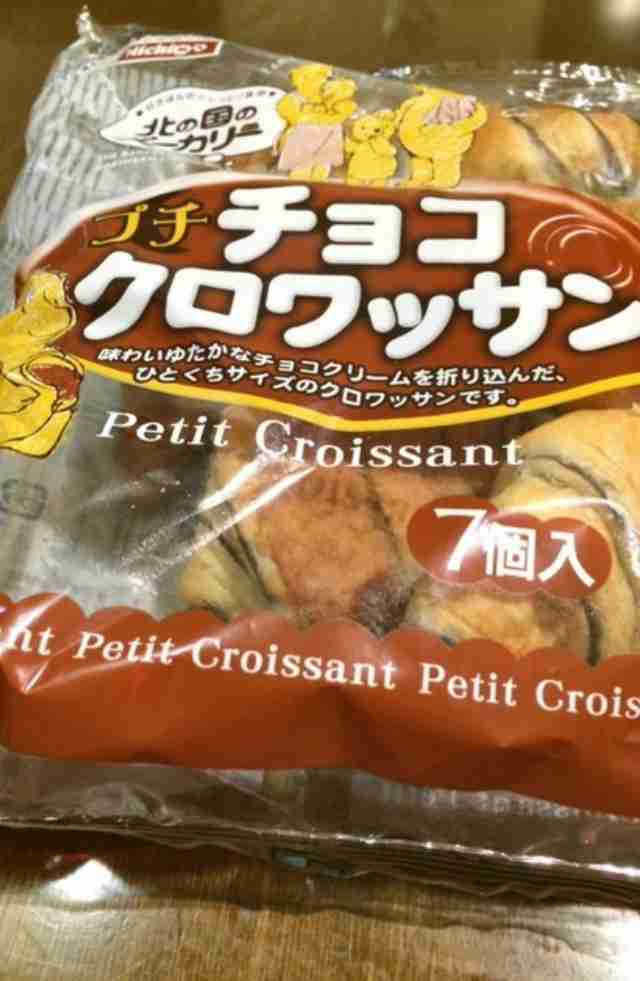 Nichiryo
北の国の
ベーカリー
プチ チョコ
クロワッサン
味わいゆたかなチョコクリームを折り込んだ、
ひとくちサイズのクロワッサンです。
Petit Croissant
7個入
nt Petit Croissant Petit Crois